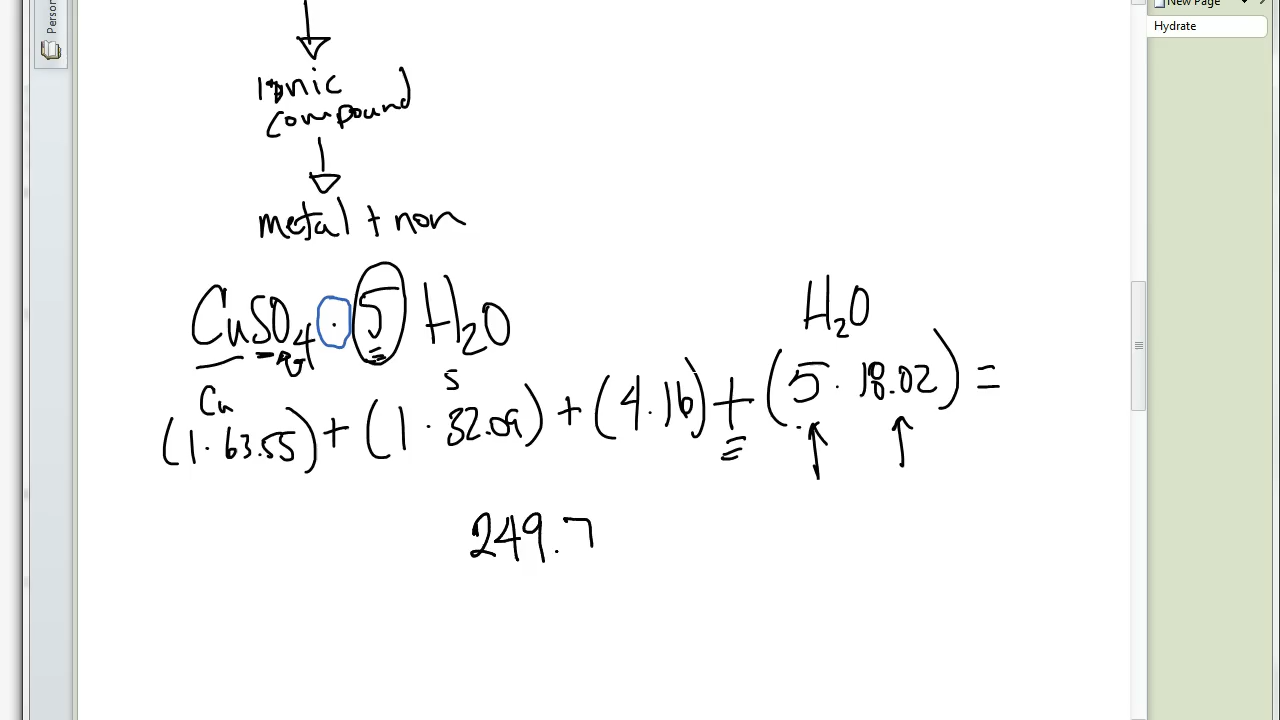 New Page
Hydrate
Person
Ionic
compound
metal + non
CuSO4 · 5 H2O
H2O
Cu
S
(1 · 63.55) + (1 · 32.09) + (4 · 16) + (5 · 18.02) =
249.7